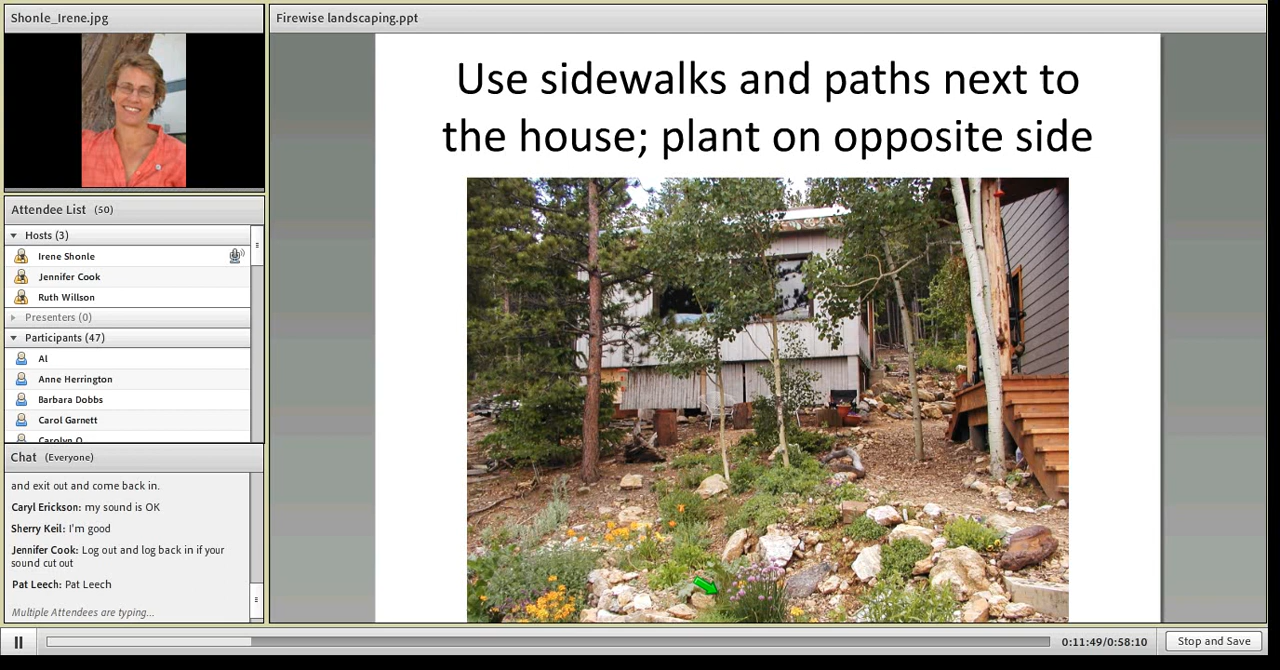 Shonle_Irene.jpg
Attendee List (50)
Hosts (3)
Irene Shonle
Jennifer Cook
Ruth Willson
Presenters (0)
Participants (47)
Al
Anne Herrington
Barbara Dobbs
Carol Garnett
Carolyn O
Chat (Everyone)
and exit out and come back in.
Caryl Erickson: my sound is OK
Sherry Keil: I'm good
Jennifer Cook: Log out and log back in if your
sound cut out
Pat Leech: Pat Leech
Multiple Attendees are typing...
Firewise landscaping.ppt
Use sidewalks and paths next to
the house; plant on opposite side
0:11:49/0:58:10
Stop and Save